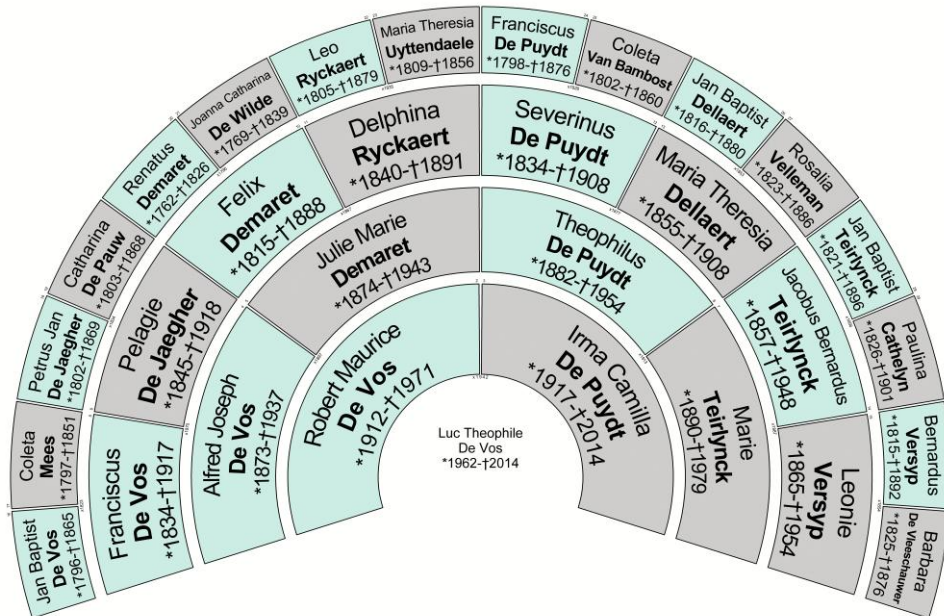 Jan Baptist
De Vos
*1796-†1865
Coleta
Mees
*1797-†1851
Petrus Jan
De Jaegher
*1802-†1869
Catharina
De Pauw
*1803-†1868
Renatus
Demaret
*1762-†1826
Joanna Catharina
De Wilde
*1769-†1839
Leo
Ryckaert
*1805-†1879
Maria Theresia
Uyttendaele
*1809-†1856
Franciscus
De Puydt
*1798-†1876
Coleta
Van Bambost
*1802-†1860
Jan Baptist
Dellaert
*1816-†1880
Rosalia
Velleman
*1823-†1886
Jan Baptist
Teirlynck
*1821-†1896
Paulina
Cathelyn
*1826-†1901
Bernardus
Versyp
*1815-†1892
Barbara
De Vleeschauwer
*1825-†1876
Franciscus
De Vos
*1834-†1917
Pelagie
De Jaegher
*1845-†1918
Felix
Demaret
*1815-†1888
Delphina
Ryckaert
*1840-†1891
Severinus
De Puydt
*1834-†1908
Maria Theresia
Dellaert
*1855-†1908
Jacobus Bernardus
Teirlynck
*1857-†1948
Leonie
Versyp
*1865-†1954
Alfred Joseph
De Vos
*1873-†1937
Julie Marie
Demaret
*1874-†1943
Theophilus
De Puydt
*1882-†1954
Marie
Teirlynck
*1890-†1979
Robert Maurice
De Vos
*1912-†1971
Irma Camilla
De Puydt
*1917-†2014
Luc Theophile
De Vos
*1962-†2014